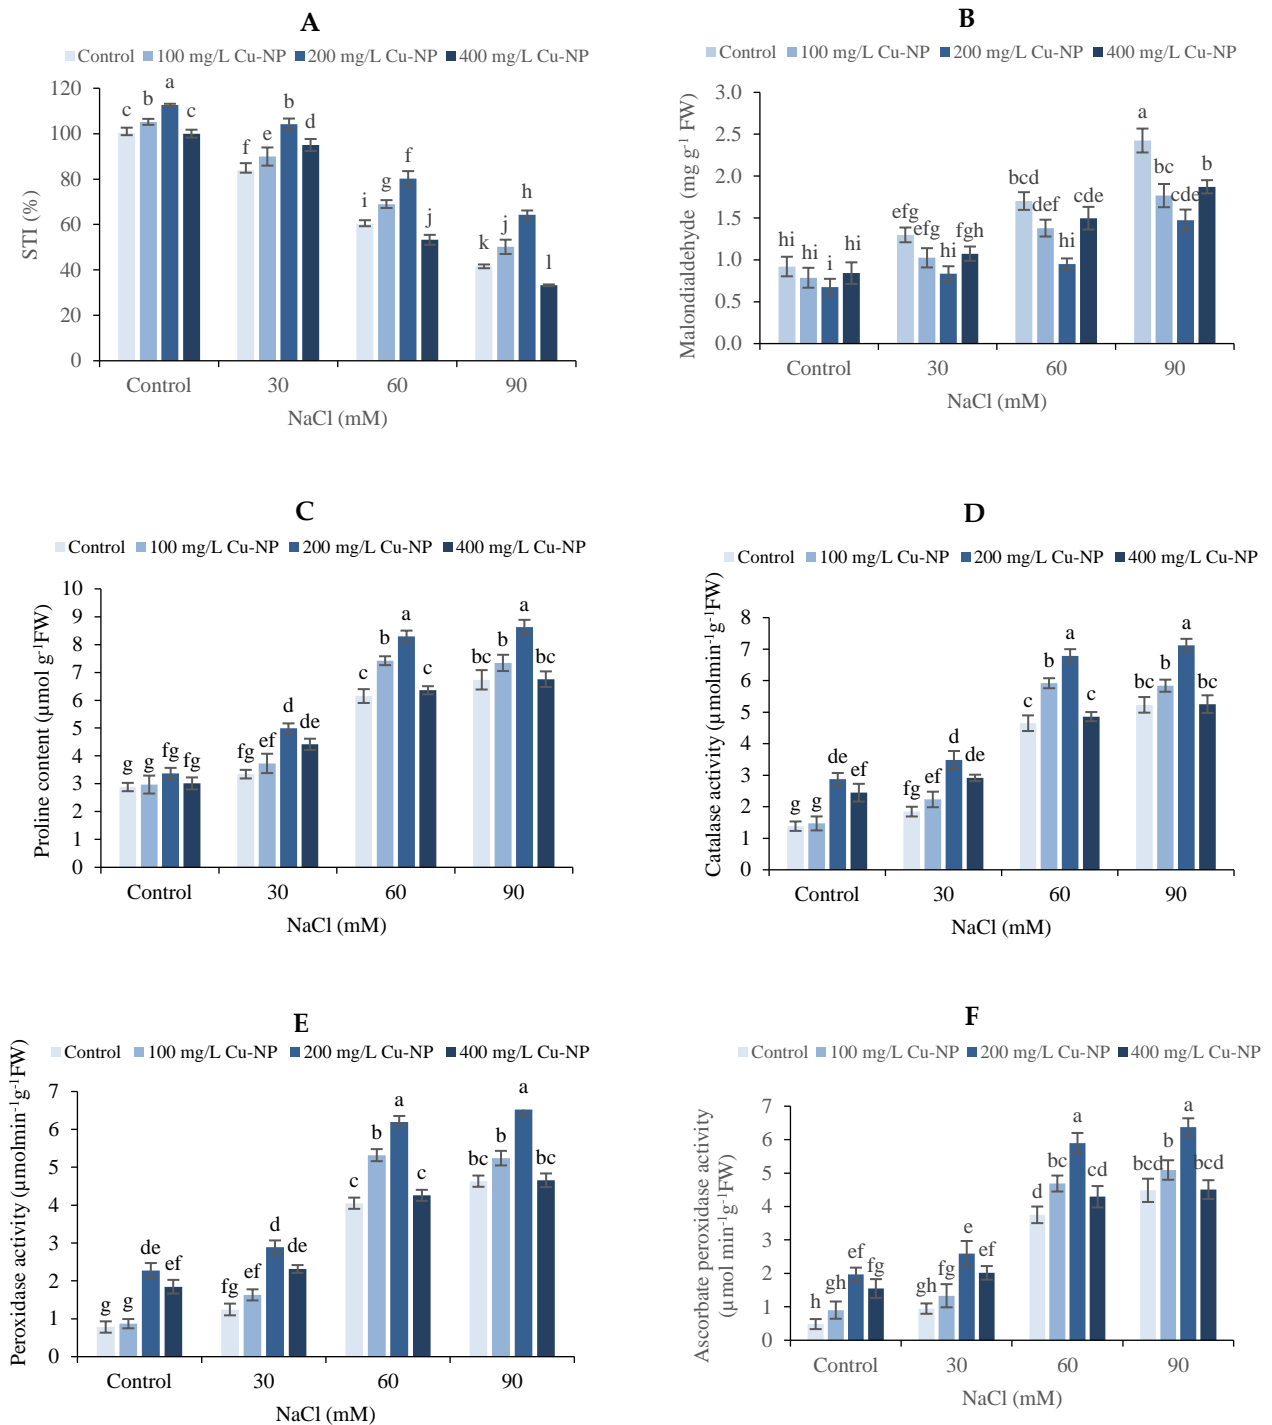 A
Control 100 mg/L Cu-NP 200 mg/L Cu-NP 400 mg/L Cu-NP
STI (%)
120
100
80
60
40
20
0
c b a c
f e b d
i g f j
k j h l
Control 30 60 90
NaCl (mM)
B
Control 100 mg/L Cu-NP 200 mg/L Cu-NP 400 mg/L Cu-NP
Malondialdehyde (mg g⁻¹ FW)
3.0
2.5
2.0
1.5
1.0
0.5
0.0
hi hi i hi
efg efg hi fgh
bcd def hi cde
a bc cde b
Control 30 60 90
NaCl (mM)
C
Control 100 mg/L Cu-NP 200 mg/L Cu-NP 400 mg/L Cu-NP
Proline content (µmol g⁻¹FW)
10
9
8
7
6
5
4
3
2
1
0
g g fg fg
fg ef d de
c b a c
bc b a bc
Control 30 60 90
NaCl (mM)
D
Control 100 mg/L Cu-NP 200 mg/L Cu-NP 400 mg/L Cu-NP
Catalase activity (µmolmin⁻¹g⁻¹FW)
8
7
6
5
4
3
2
1
0
g g de ef
fg ef d de
c b a c
bc b a bc
Control 30 60 90
NaCl (mM)
E
Control 100 mg/L Cu-NP 200 mg/L Cu-NP 400 mg/L Cu-NP
Peroxidase activity (µmolmin⁻¹g⁻¹FW)
7
6
5
4
3
2
1
0
g g de ef
fg ef d de
c b a c
bc b a bc
Control 30 60 90
NaCl (mM)
F
Control 100 mg/L Cu-NP 200 mg/L Cu-NP 400 mg/L Cu-NP
Ascorbate peroxidase activity
(µmol min⁻¹g⁻¹FW)
7
6
5
4
3
2
1
0
h gh ef fg
gh fg e ef
d bc a cd
bcd b a bcd
Control 30 60 90
NaCl (mM)